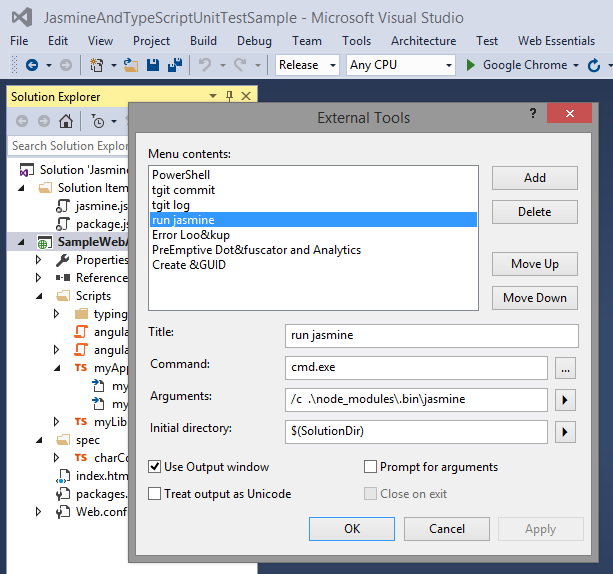 JasmineAndTypeScriptUnitTestSample - Microsoft Visual Studio
File Edit View Project Build Debug Team Tools Architecture Test Web Essentials
Release Any CPU Google Chrome
Solution Explorer
Search Solution Explorer
External Tools
Menu contents:
PowerShell
tgit commit
tgit log
run jasmine
Error Loo&kup
PreEmptive Dot&fuscator and Analytics
Create &GUID
Add
Delete
Move Up
Move Down
Title:
run jasmine
Command:
cmd.exe
...
Arguments:
/c .\node_modules\.bin\jasmine
Initial directory:
$(SolutionDir)
Use Output window
Prompt for arguments
Treat output as Unicode
Close on exit
OK
Cancel
Apply
Solution 'Jasmine
Solution Item
jasmine.js
package.js
SampleWebA
Properties
Reference
Scripts
typing
angula
angula
TS myApp
my
my
TS myLib
spec
TS charCo
index.htm
packages.
Web.conf